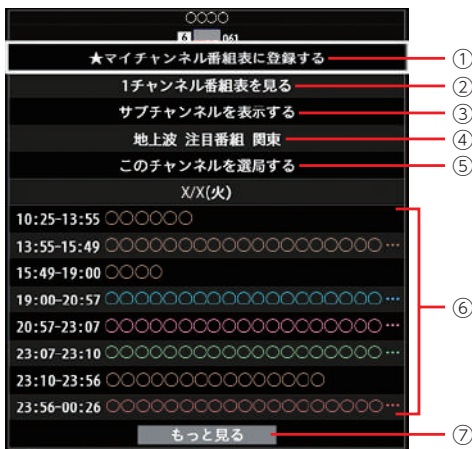 ○○○○
6 061
★マイチャンネル番組表に登録する ①
1チャンネル番組表を見る ②
サブチャンネルを表示する ③
地上波 注目番組 関東 ④
このチャンネルを選局する ⑤
X/X(火)
10:25-13:55 ○○○○○○
13:55-15:49 ○○○○○○○○○○○○○○○○○○○…
15:49-19:00 ○○○○
19:00-20:57 ○○○○○○○○○○○○○○○○○○○… ⑥
20:57-23:07 ○○○○○○○○○○○○○○○○○○○…
23:07-23:10 ○○○○○○○○○○○○○○○○○○○…
23:10-23:56 ○○○○○○○○○○○○○○○
23:56-00:26 ○○○○○○○○○○○○○○○○○○○…
もっと見る ⑦